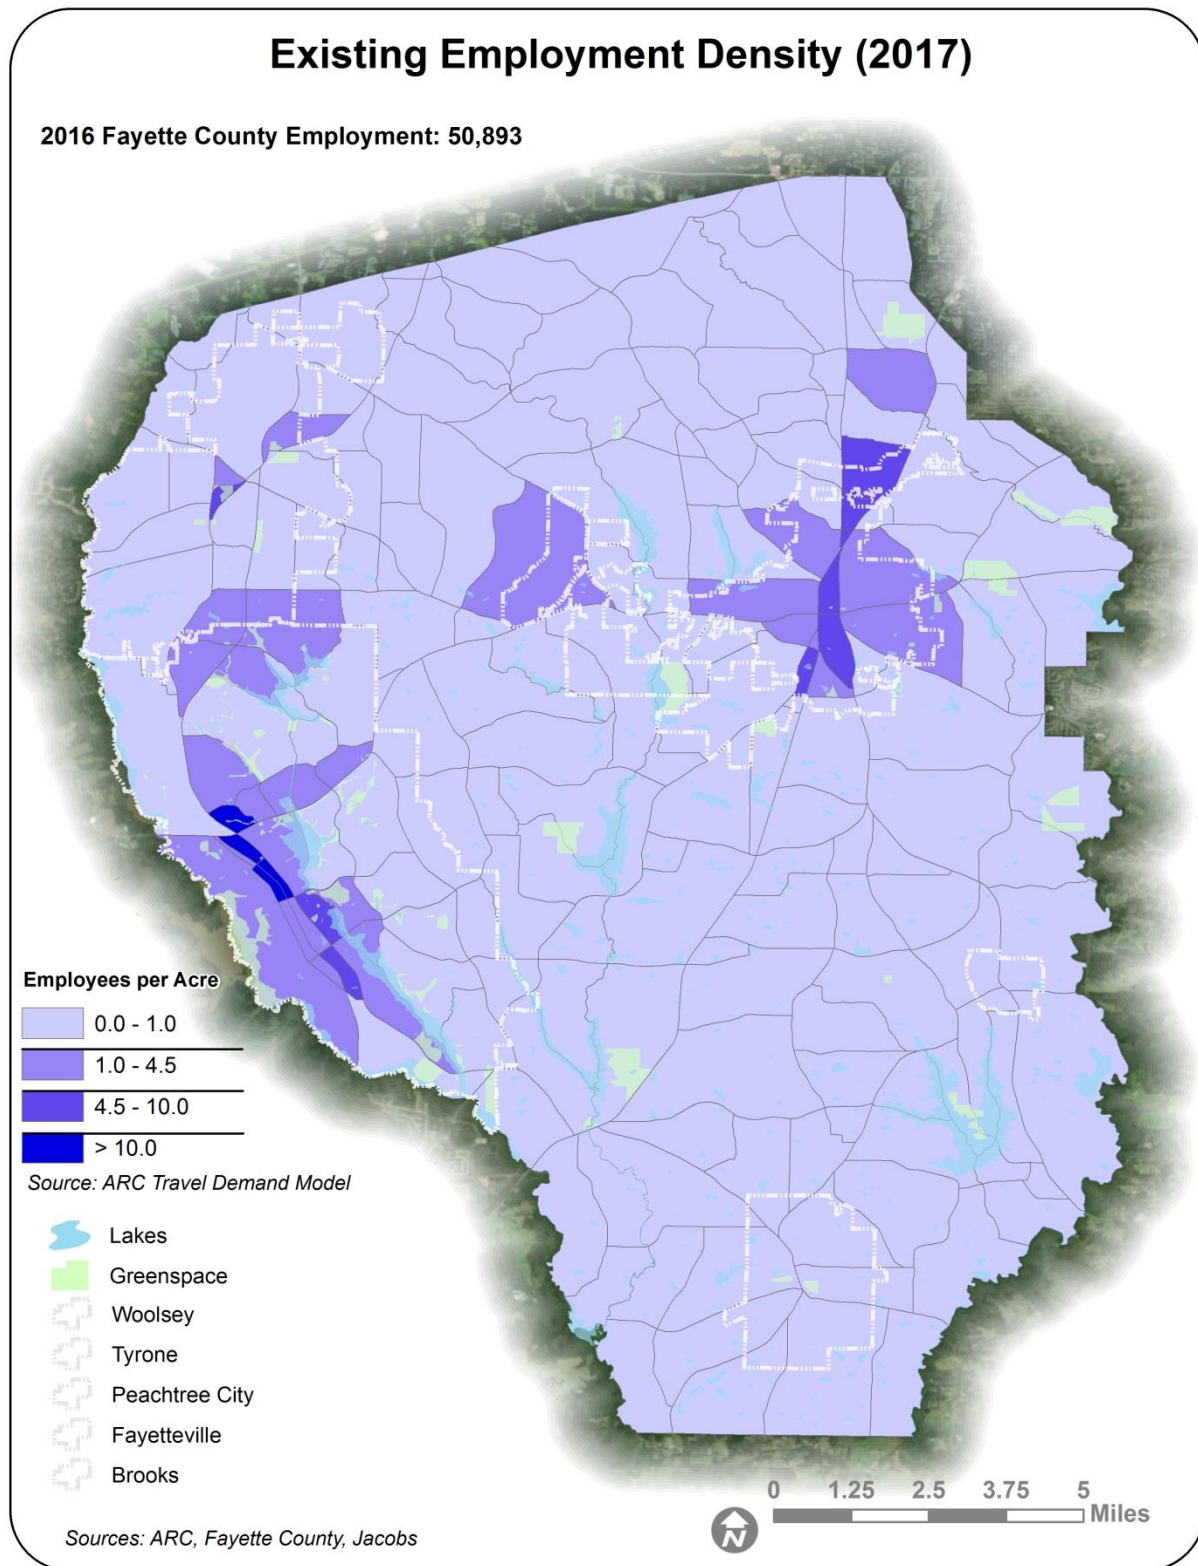 Existing Employment Density (2017)
2016 Fayette County Employment: 50,893
Employees per Acre
0.0 - 1.0
1.0 - 4.5
4.5 - 10.0
> 10.0
Source: ARC Travel Demand Model
Lakes
Greenspace
Woolsey
Tyrone
Peachtree City
Fayetteville
Brooks
Sources: ARC, Fayette County, Jacobs
N
0 1.25 2.5 3.75 5
Miles